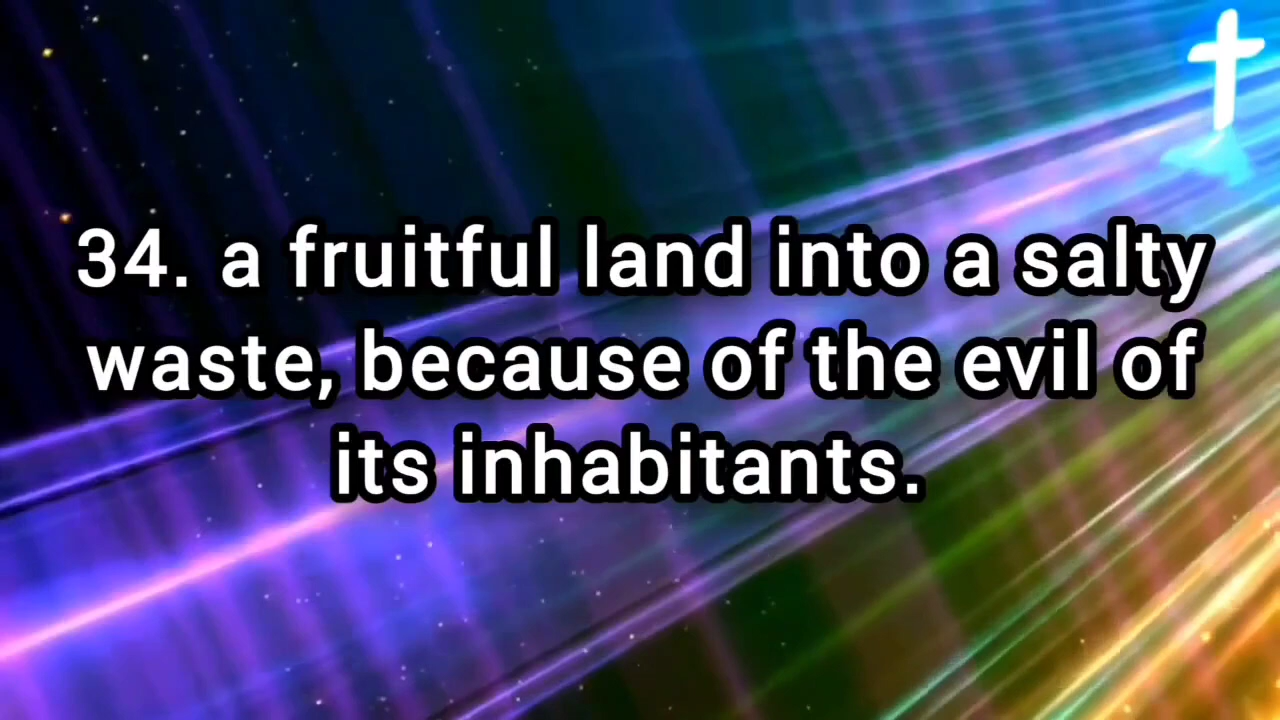 34. a fruitful land into a salty
waste, because of the evil of
its inhabitants.